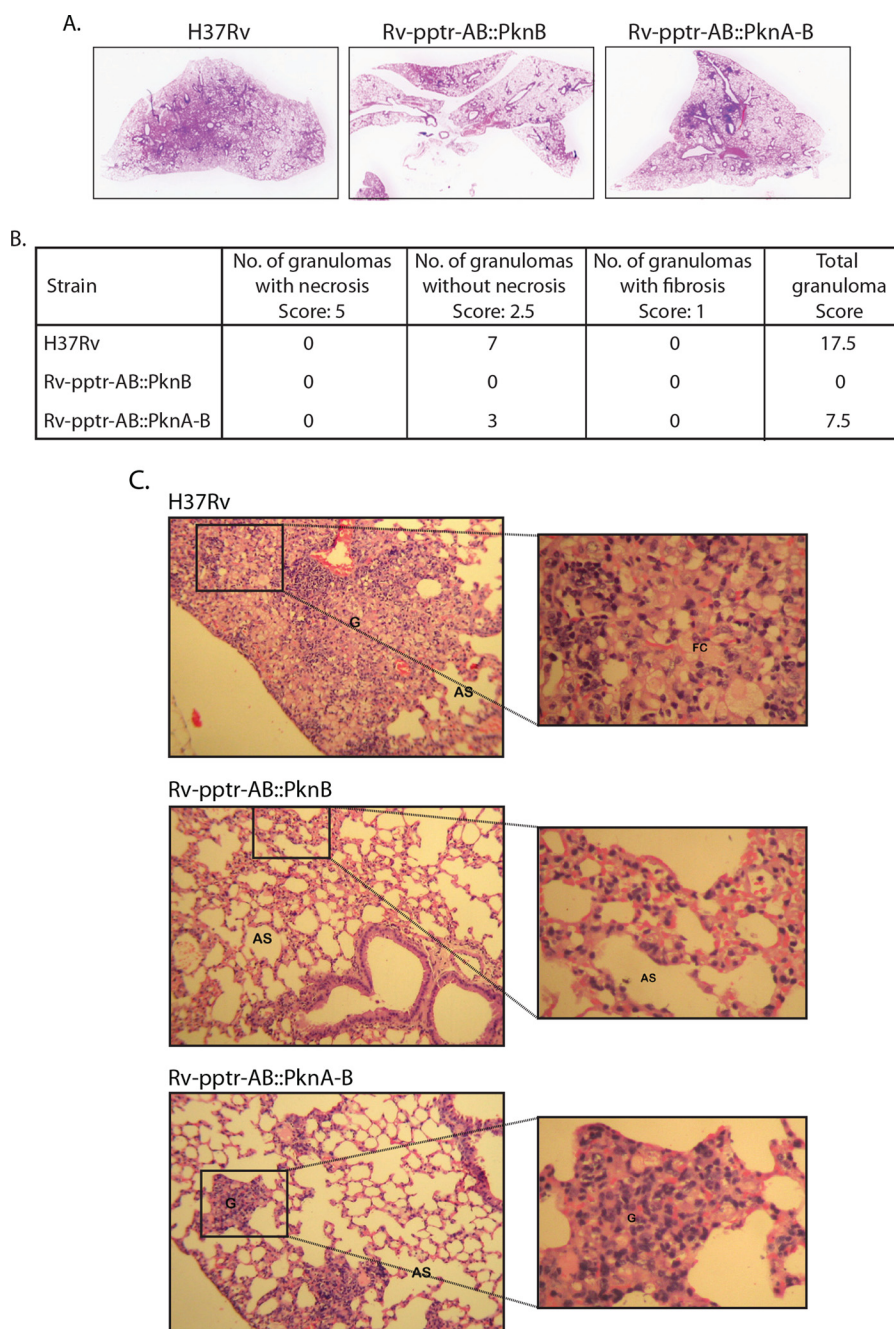 A.
H37Rv
Rv-pptr-AB::PknB
Rv-pptr-AB::PknA-B
B.
Strain
No. of granulomas
with necrosis
Score: 5
No. of granulomas
without necrosis
Score: 2.5
No. of granulomas
with fibrosis
Score: 1
Total
granuloma
Score
H37Rv 0 7 0 17.5
Rv-pptr-AB::PknB 0 0 0 0
Rv-pptr-AB::PknA-B 0 3 0 7.5
C.
H37Rv
G
AS
FC
Rv-pptr-AB::PknB
AS
AS
Rv-pptr-AB::PknA-B
G
AS
G